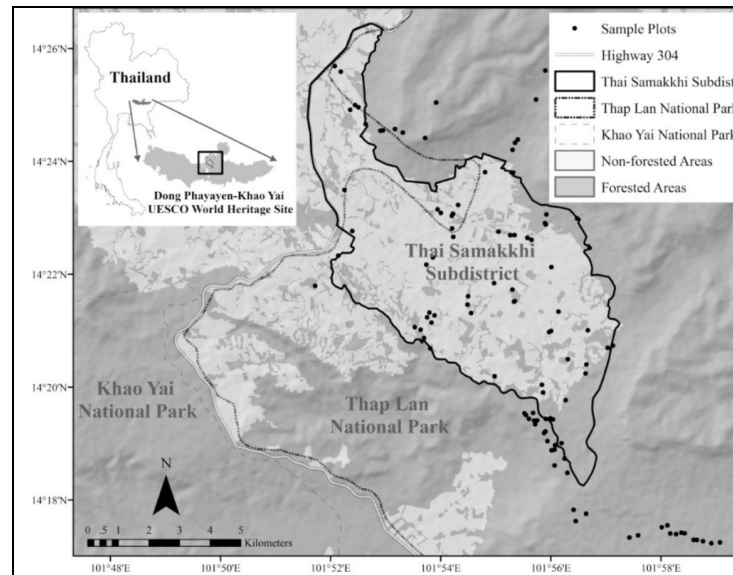 14°26'N
14°24'N
14°22'N
14°20'N
14°18'N
Thailand
Dong Phayayen-Khao Yai
UESCO World Heritage Site
Sample Plots
Highway 304
Thai Samakkhi Subdist
Thap Lan National Park
Khao Yai National Park
Non-forested Areas
Forested Areas
Thai Samakkhi
Subdistrict
Khao Yai
National Park
Thap Lan
National Park
N
0 .5 1 2 3 4 5
Kilometers
101°48'E 101°50'E 101°52'E 101°54'E 101°56'E 101°58'E